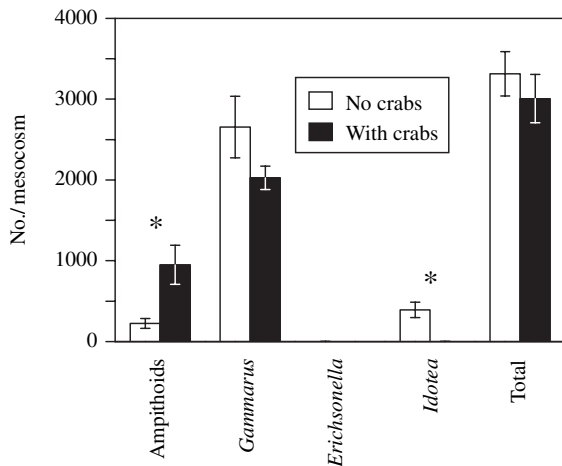 4000
3000
2000
1000
0
No./mesocosm
No crabs
With crabs
*
*
Ampithoids
Gammarus
Erichsonella
Idotea
Total